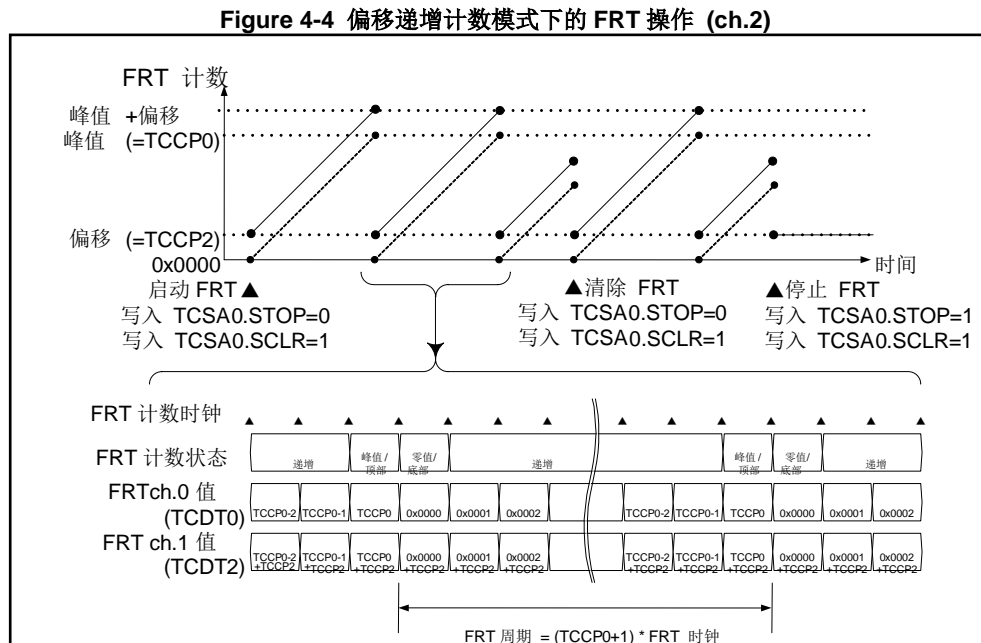 Figure 4-4 偏移递增计数模式下的 FRT 操作 (ch.2)
FRT 计数
峰值 +偏移
峰值 (=TCCP0)
偏移 (=TCCP2)
0x0000
时间
启动 FRT ▲
写入 TCSA0.STOP=0
写入 TCSA0.SCLR=1
▲清除 FRT
写入 TCSA0.STOP=0
写入 TCSA0.SCLR=1
▲停止 FRT
写入 TCSA0.STOP=1
写入 TCSA0.SCLR=1
FRT 计数时钟
FRT 计数状态
递增
峰值 /
顶部
零值/
底部
递增
峰值 /
顶部
零值/
底部
递增
FRTch.0 值
(TCDT0)
TCCP0-2 TCCP0-1 TCCP0 0x0000 0x0001 0x0002 TCCP0-2 TCCP0-1 TCCP0 0x0000 0x0001 0x0002
FRT ch.1 值
(TCDT2)
TCCP0-2 TCCP0-1 TCCP0 0x0000 0x0001 0x0002 TCCP0-2 TCCP0-1 TCCP0 0x0000 0x0001 0x0002
+TCCP2 +TCCP2 +TCCP2 +TCCP2 +TCCP2 +TCCP2 +TCCP2 +TCCP2 +TCCP2 +TCCP2 +TCCP2 +TCCP2
FRT 周期 = (TCCP0+1) * FRT 时钟